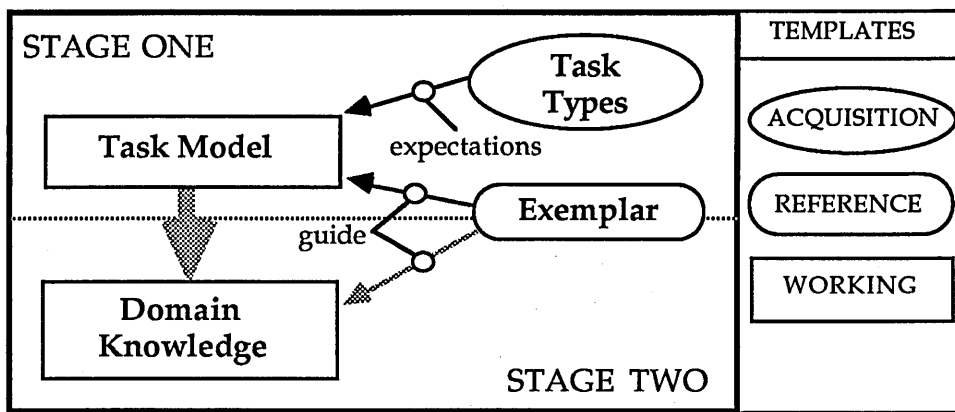 STAGE ONE
Task
Types
expectations
Task Model
Exemplar
guide
Domain
Knowledge
STAGE TWO
TEMPLATES
ACQUISITION
REFERENCE
WORKING